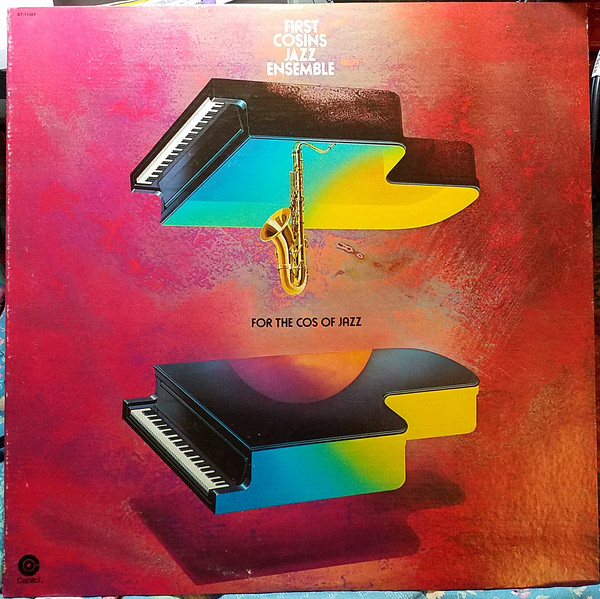 FIRST
COSINS
JAZZ
ENSEMBLE
FOR THE COS OF JAZZ
Capitol